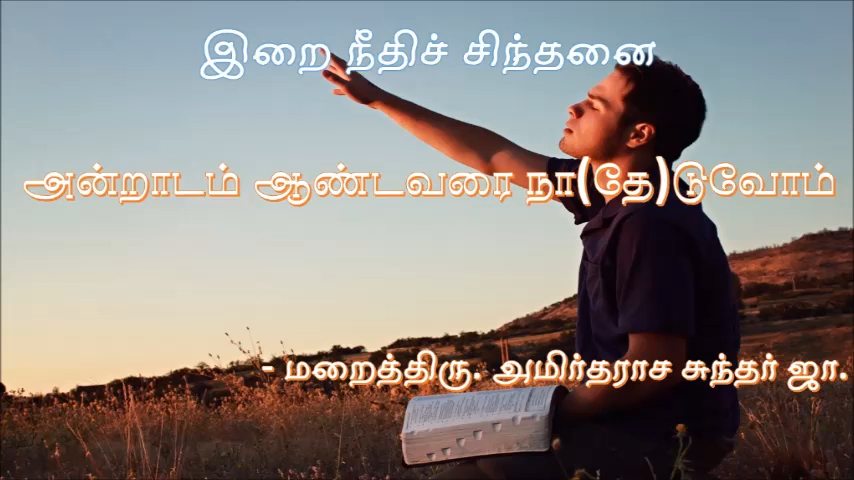 இறை நீதிச் சிந்தனை
அன்றாடம் ஆண்டவரை நா(தே)டுவோம்
- மறைத்திரு. அமிர்தராச சுந்தர் ஜா.